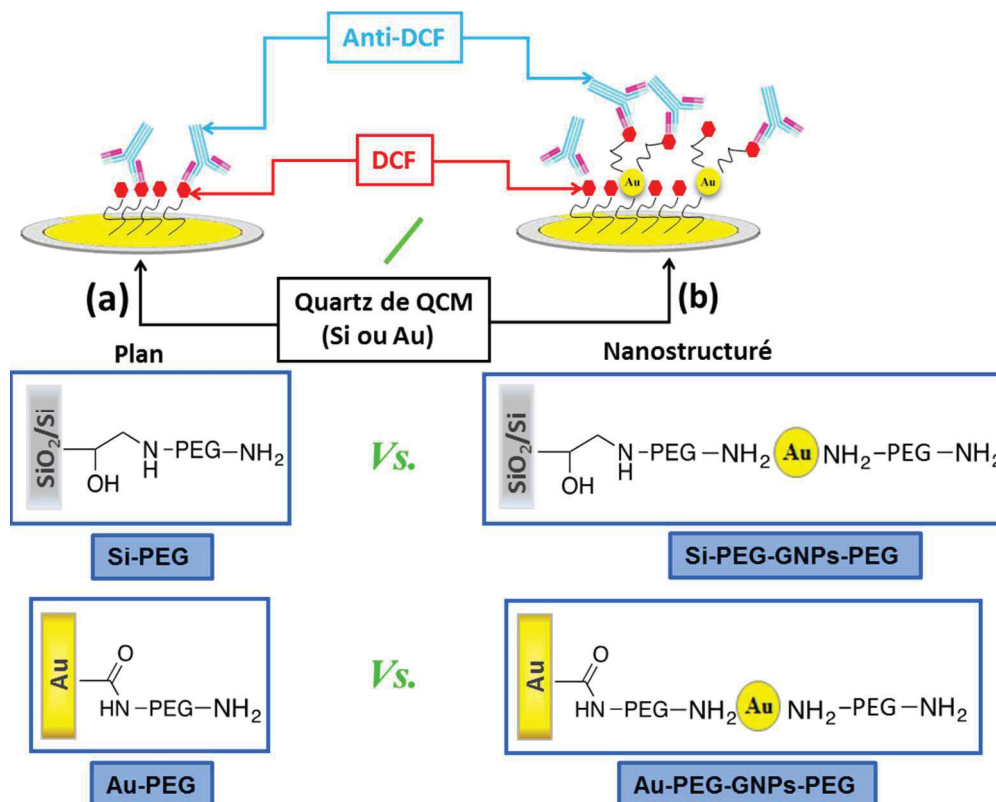 Anti-DCF
DCF
Au
Au
(a)
Quartz de QCM
(Si ou Au)
(b)
Plan
Nanostructuré
SiO2/Si
OH
N
H
-PEG-NH2
Vs.
SiO2/Si
OH
N
H
-PEG-NH2
Au
NH2-PEG-NH2
Si-PEG
Si-PEG-GNPs-PEG
Au
O
HN-PEG-NH2
Vs.
Au
O
HN-PEG-NH2
Au
NH2-PEG-NH2
Au-PEG
Au-PEG-GNPs-PEG